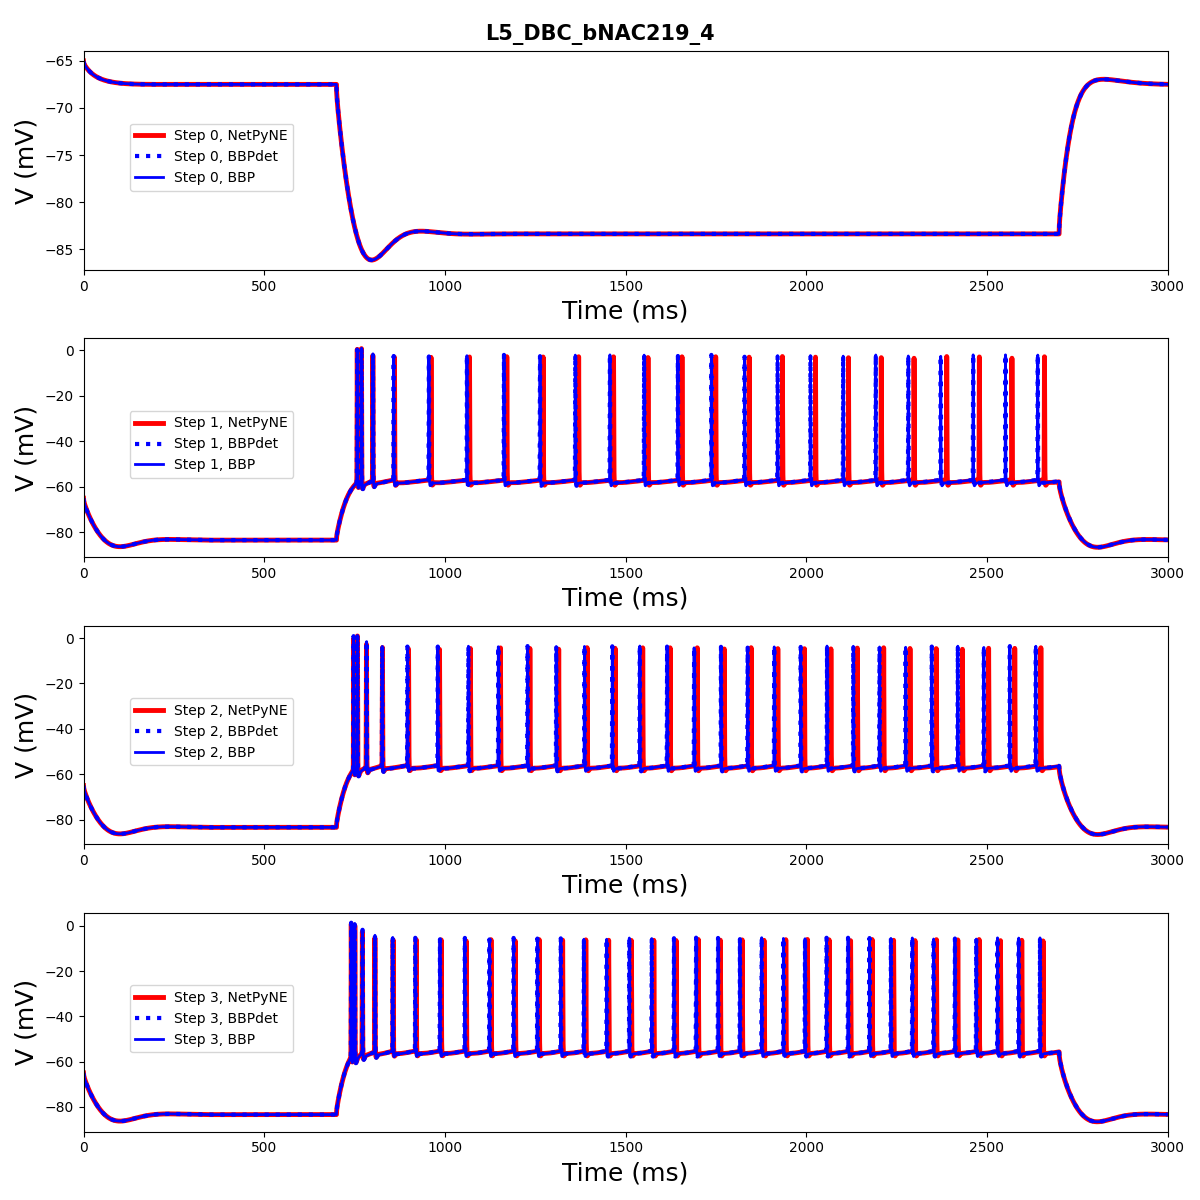 L5_DBC_bNAC219_4
−65
−70
−75
−80
−85
V (mV)
Step 0, NetPyNE
Step 0, BBPdet
Step 0, BBP
0 500 1000 1500 2000 2500 3000
Time (ms)
0
−20
−40
−60
−80
V (mV)
Step 1, NetPyNE
Step 1, BBPdet
Step 1, BBP
0 500 1000 1500 2000 2500 3000
Time (ms)
0
−20
−40
−60
−80
V (mV)
Step 2, NetPyNE
Step 2, BBPdet
Step 2, BBP
0 500 1000 1500 2000 2500 3000
Time (ms)
0
−20
−40
−60
−80
V (mV)
Step 3, NetPyNE
Step 3, BBPdet
Step 3, BBP
0 500 1000 1500 2000 2500 3000
Time (ms)